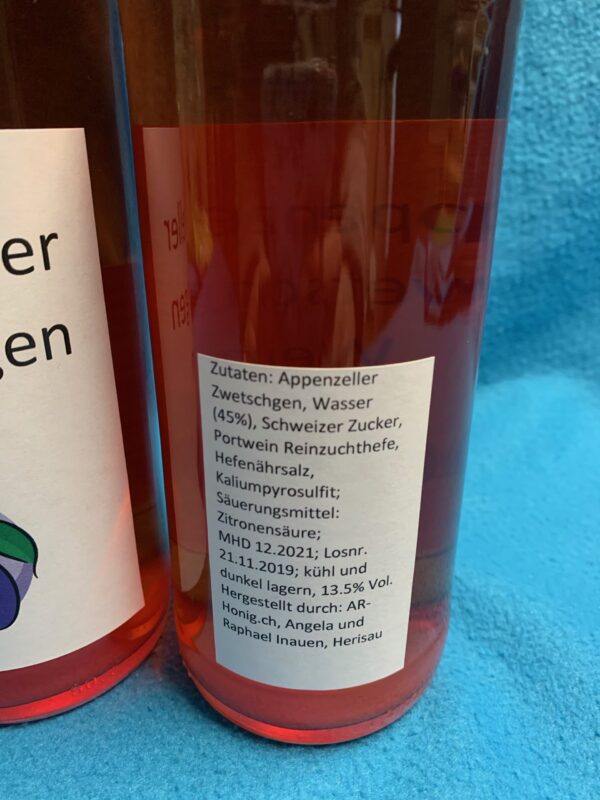 er
gen
Zutaten: Appenzeller
Zwetschgen, Wasser
(45%), Schweizer Zucker,
Portwein Reinzuchthefe,
Hefenährsalz,
Kaliumpyrosulfit;
Säuerungsmittel:
Zitronensäure;
MHD 12.2021; Losnr.
21.11.2019; kühl und
dunkel lagern, 13.5% Vol.
Hergestellt durch: AR-
Honig.ch, Angela und
Raphael Inauen, Herisau